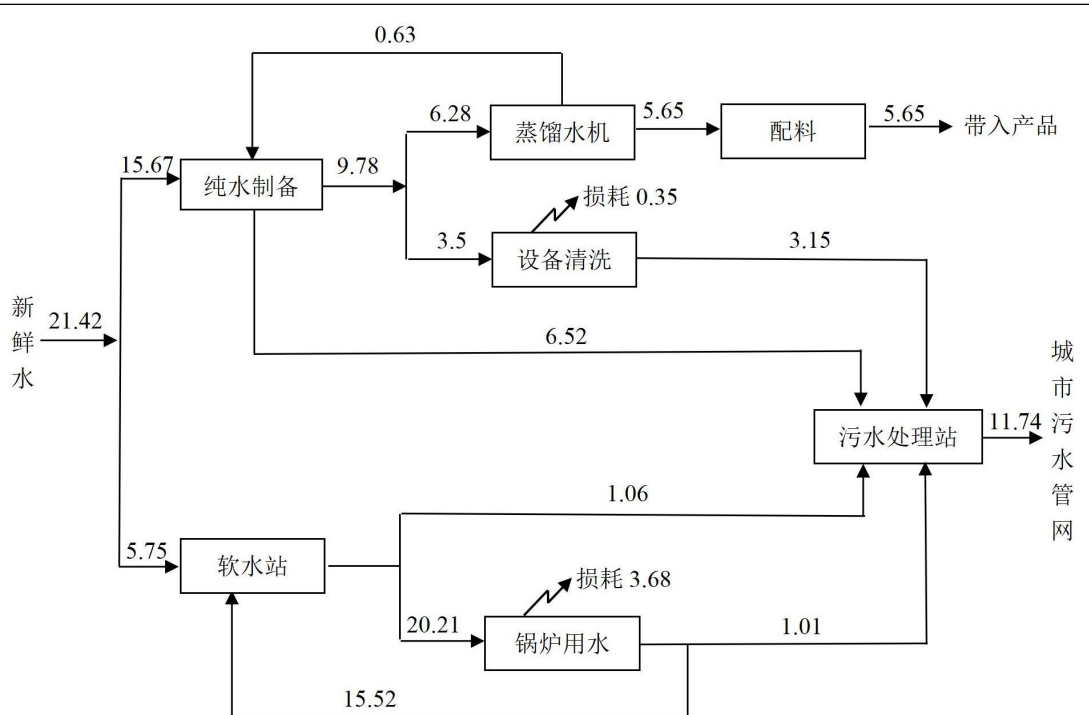 0.63
6.28
蒸馏水机
5.65
配料
5.65
带入产品
15.67
纯水制备
9.78
损耗 0.35
3.5
设备清洗
3.15
新鲜水
21.42
6.52
城市污水管网
污水处理站
11.74
1.06
5.75
软水站
损耗 3.68
20.21
锅炉用水
1.01
15.52